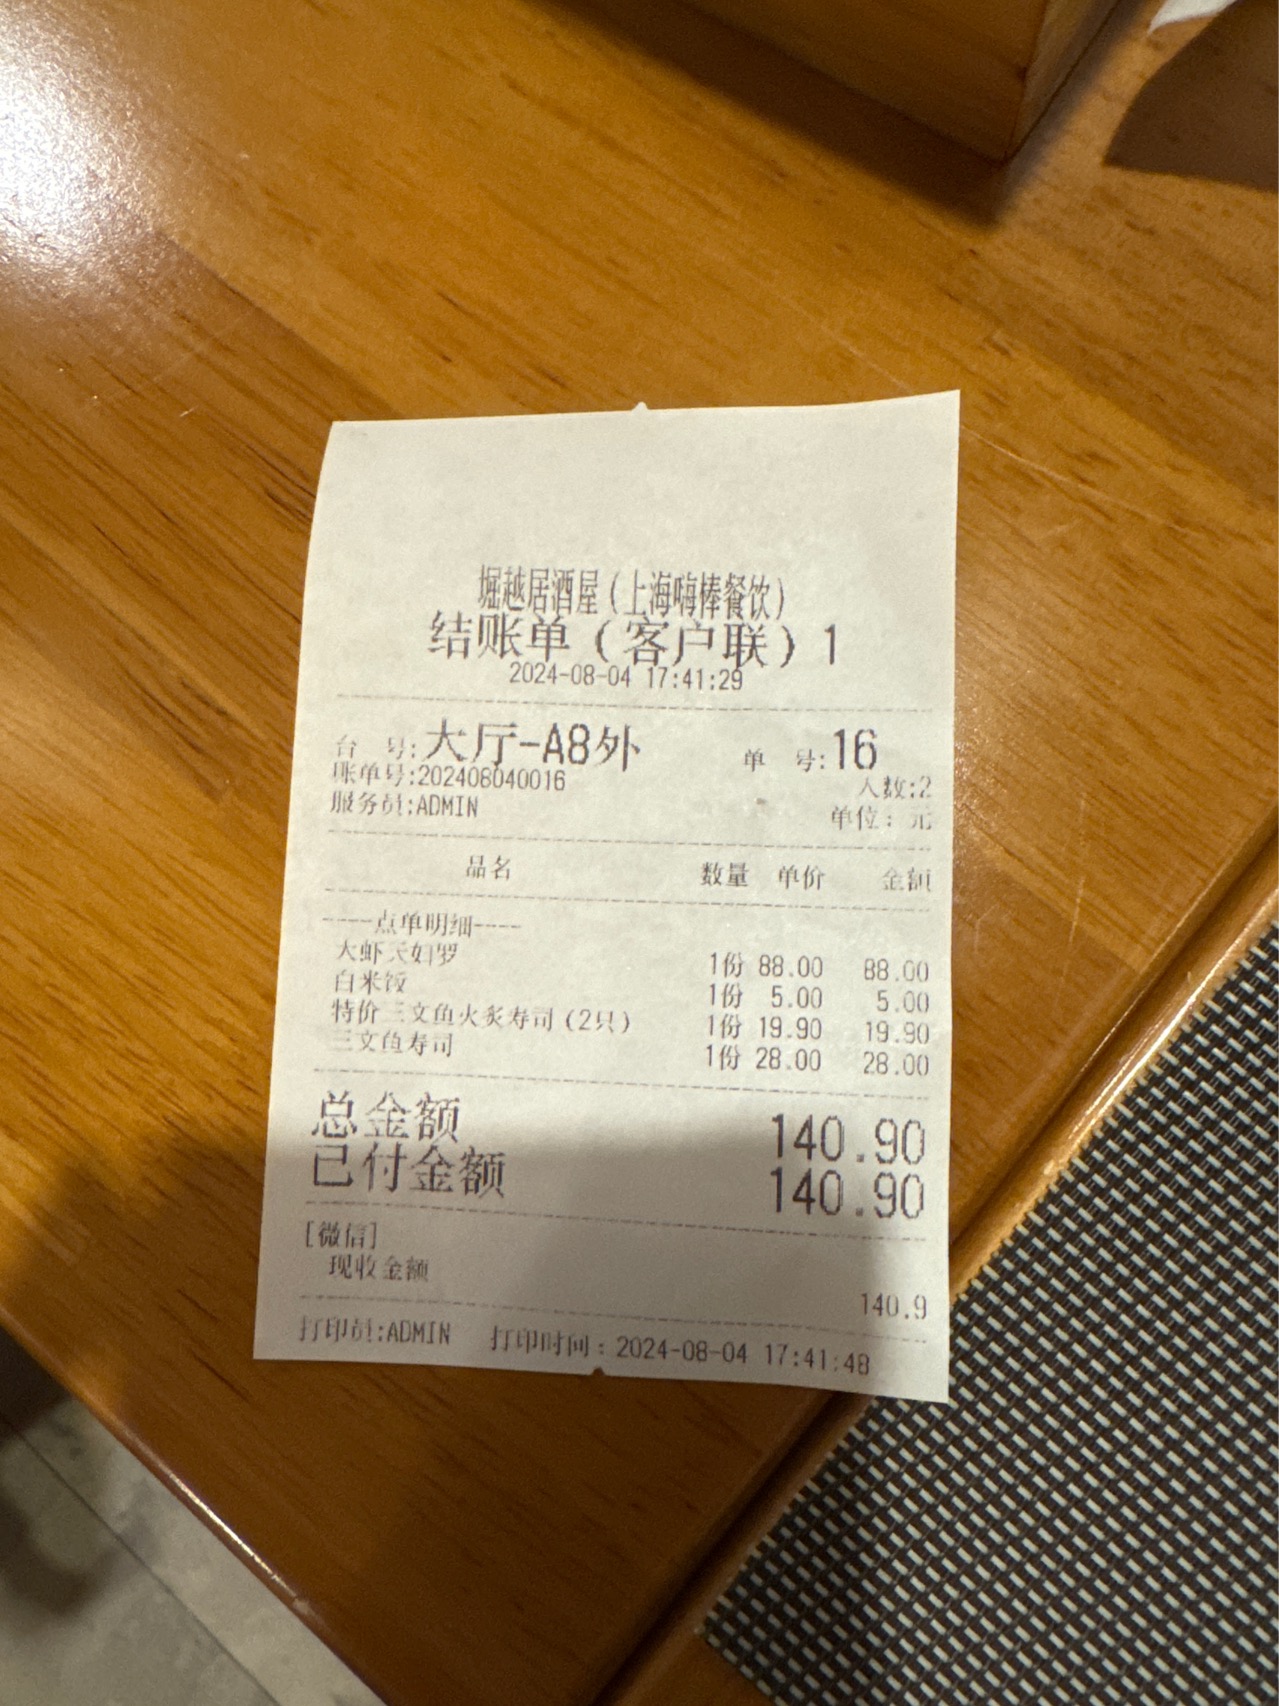 堀越居酒屋(上海嗨棒餐饮)
结账单(客户联)1
2024-08-04 17:41:29
台 号:大厅-A8外 单 号:16
账单号:202408040016 人数:2
服务员:ADMIN 单位：元
品名 数量 单价 金额
----点单明细----
大虾天妇罗 1份 88.00 88.00
白米饭 1份 5.00 5.00
特价三文鱼火炙寿司(2只) 1份 19.90 19.90
三文鱼寿司 1份 28.00 28.00
总金额 140.90
已付金额 140.90
[微信]
现收金额 140.9
打印员:ADMIN 打印时间：2024-08-04 17:41:48